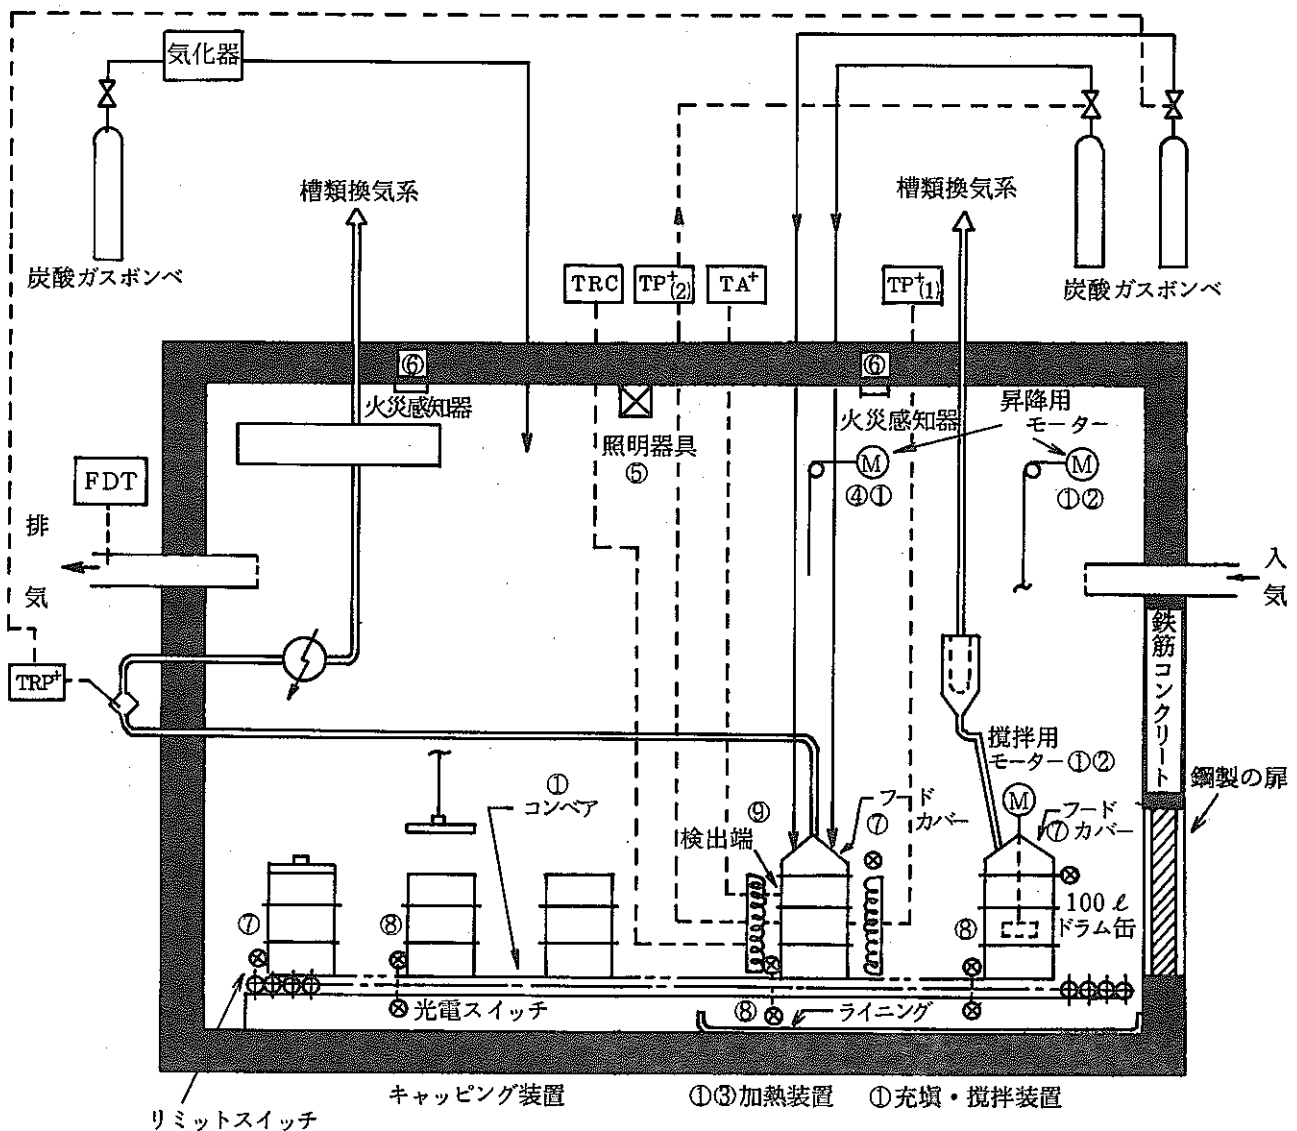 気化器
槽類換気系
槽類換気系
炭酸ガスボンベ
炭酸ガスボンベ
TRC
TP⁺(2)
TA⁺
TP⁺(1)
⑥
火災感知器
⑥
火災感知器
照明器具
⑤
昇降用
モーター
M
④①
M
①②
FDT
排
気
入
気
TRP⁺
鉄筋コンクリート
鋼製の扉
攪拌用
モーター①②
M
①
コンベア
⑨
検出端
フード
⑦カバー
フード
⑦カバー
⑦
⑧
⑧
100ℓ
ドラム缶
光電スイッチ
⑧
ライニング
リミットスイッチ
キャッピング装置
①③加熱装置
①充塡・攪拌装置